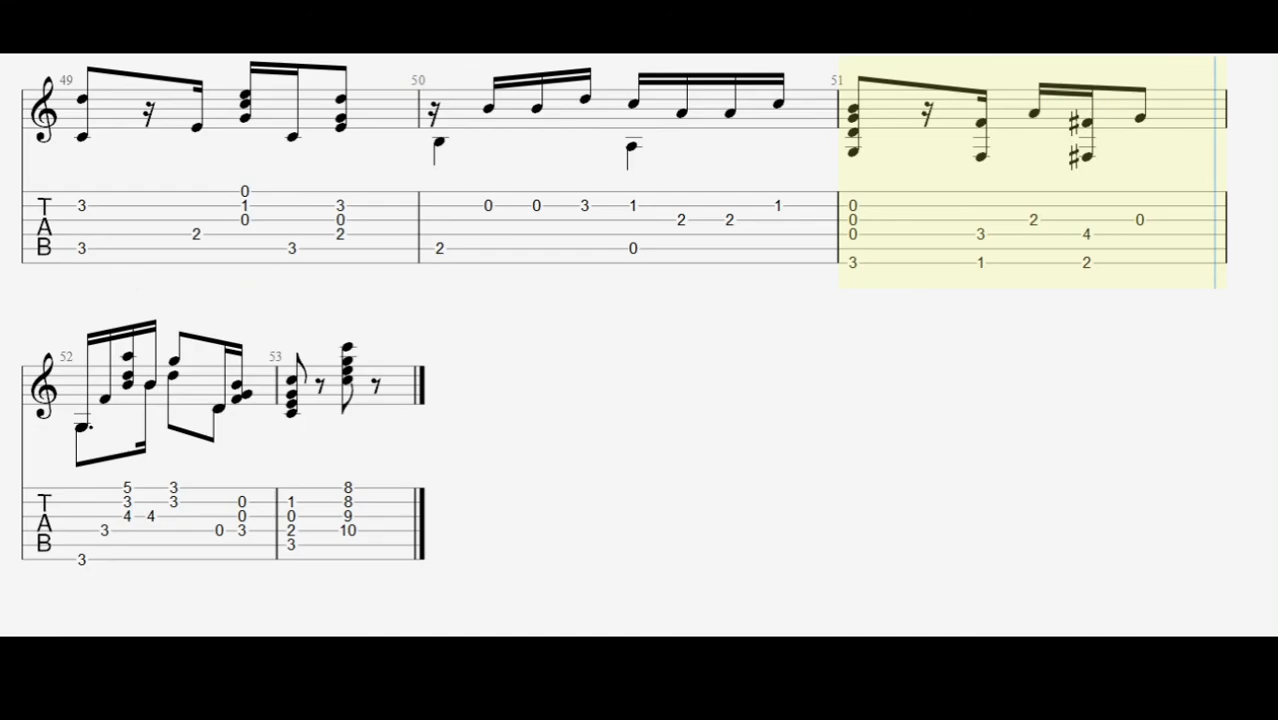 49 50 51
0
3 1 3 0 0 3 1 1 0
T 0 0 2 2 2 0 0
A 2 2 0 3 4
B 3 3 2 0
3 1 2
52 53
5 3 8
T 3 3 0 1 8
A 4 4 0 0 9
3 0 3 2 10
B 3
3